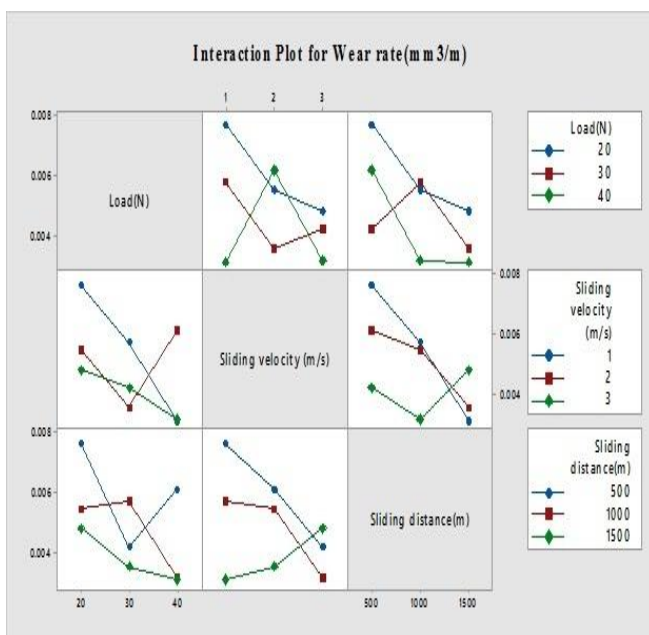 Interaction Plot for Wear rate(mm3/m)
1 2 3
0.008
0.006
0.004
Load(N)
Load(N)
20
30
40
Sliding velocity (m/s)
0.008
0.006
0.004
Sliding
velocity
(m/s)
1
2
3
0.008
0.006
0.004
Sliding distance(m)
Sliding
distance(m)
500
1000
1500
20 30 40
500 1000 1500